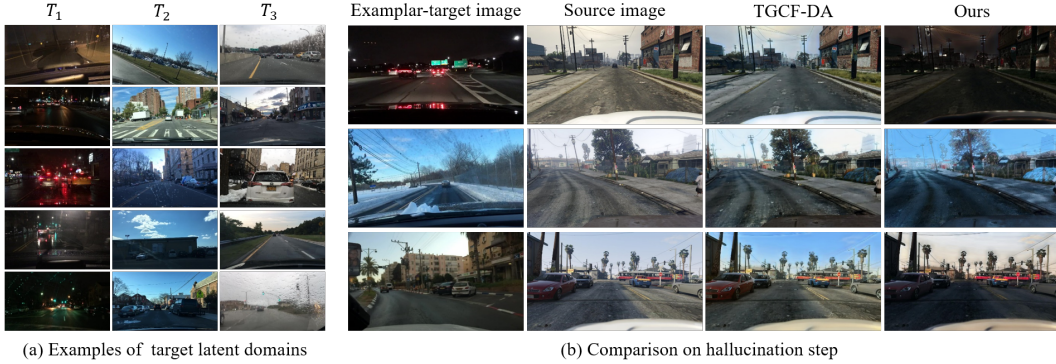 T₁ T₂ T₃
Examplar-target image Source image TGCF-DA Ours
(a) Examples of target latent domains
(b) Comparison on hallucination step